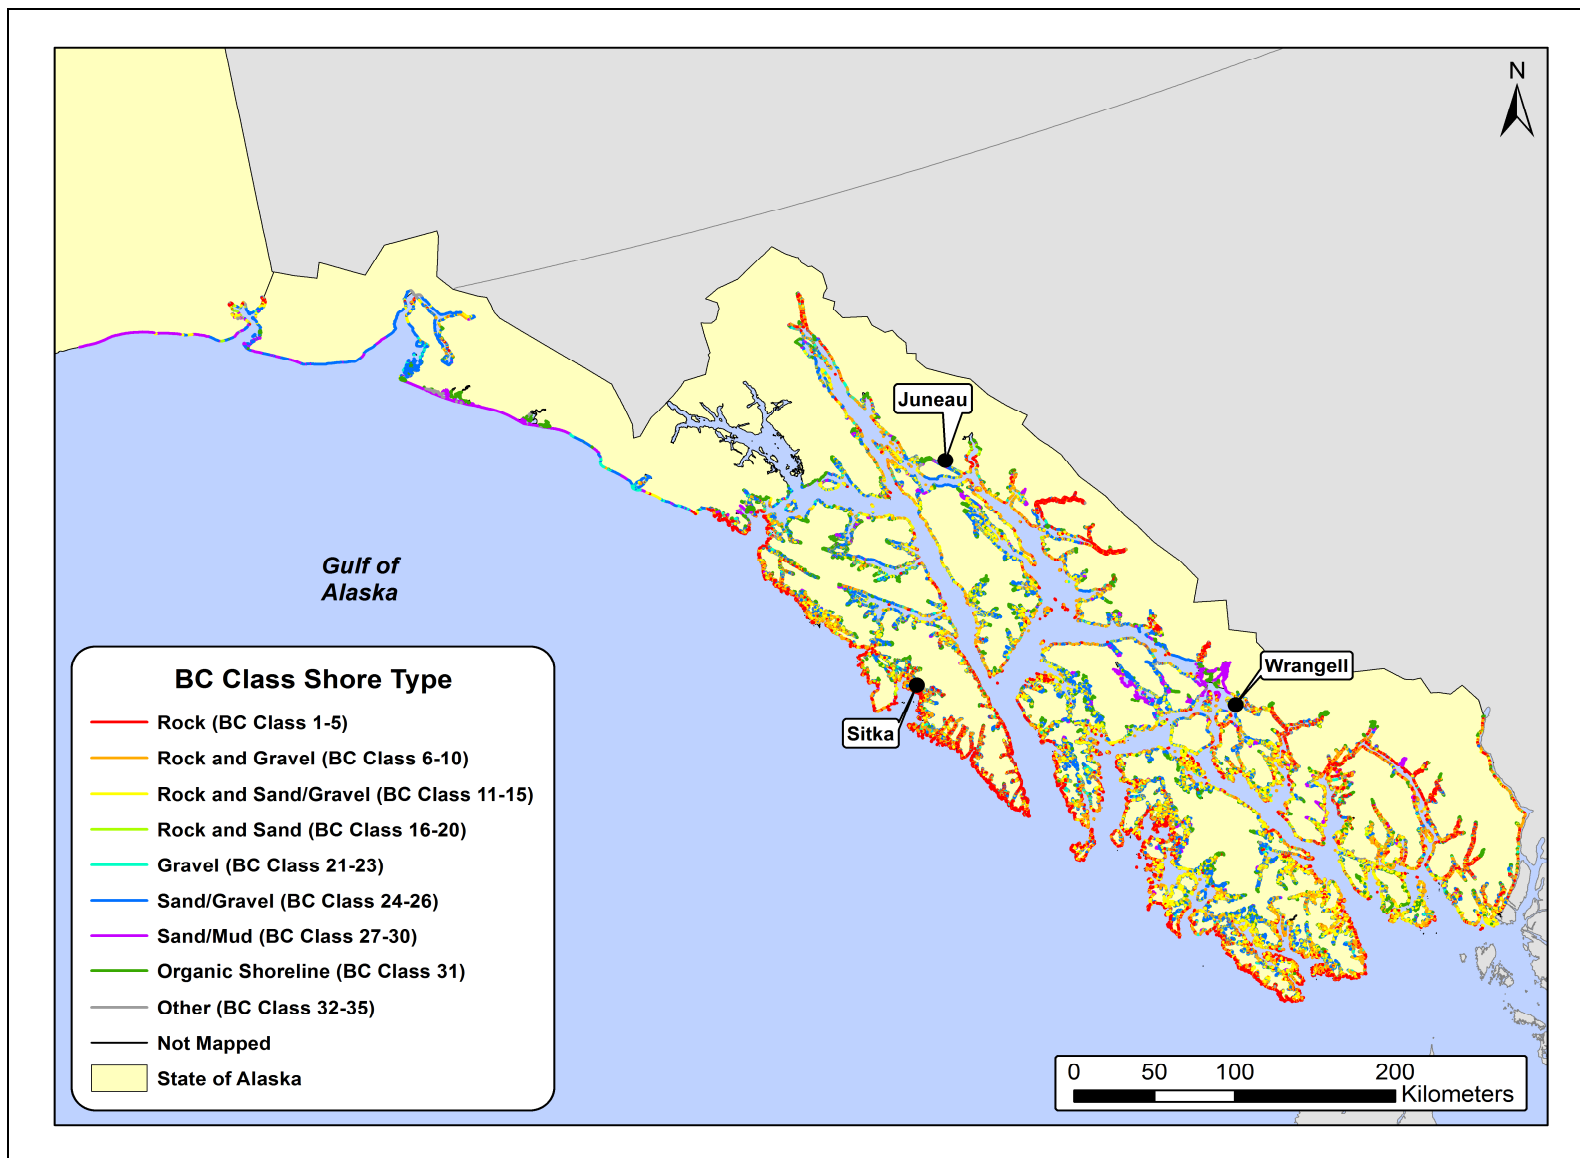 N
Juneau
Gulf of
Alaska
Wrangell
Sitka
BC Class Shore Type
Rock (BC Class 1-5)
Rock and Gravel (BC Class 6-10)
Rock and Sand/Gravel (BC Class 11-15)
Rock and Sand (BC Class 16-20)
Gravel (BC Class 21-23)
Sand/Gravel (BC Class 24-26)
Sand/Mud (BC Class 27-30)
Organic Shoreline (BC Class 31)
Other (BC Class 32-35)
Not Mapped
State of Alaska
0 50 100 200
Kilometers